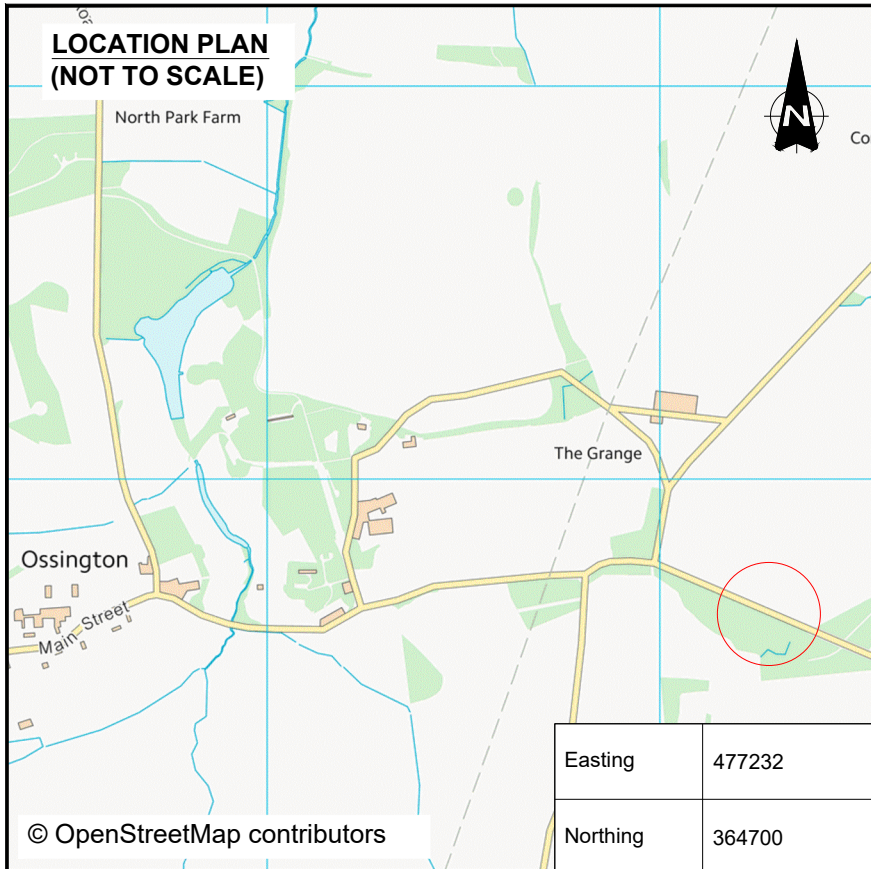 LOCATION PLAN
(NOT TO SCALE)
North Park Farm
N
Co
The Grange
Ossington
Main Street
Easting 477232
Northing 364700
© OpenStreetMap contributors